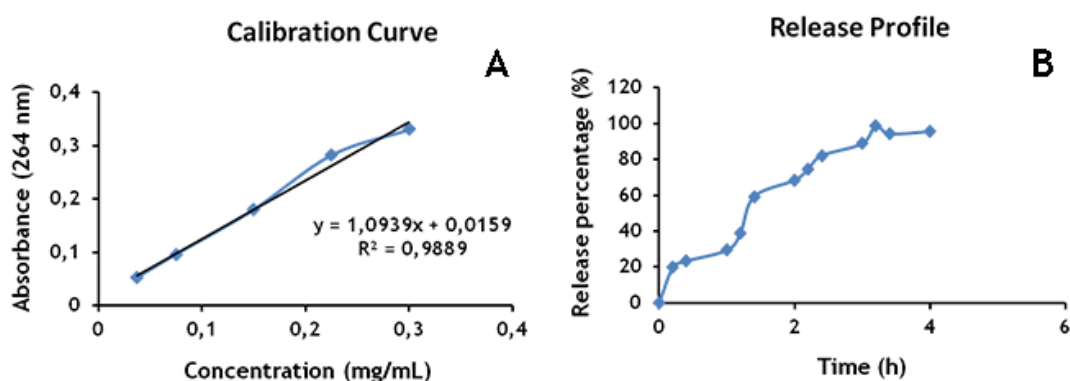 Calibration Curve
A
Absorbance (264 nm)
0,4
0,3
0,2
0,1
0
y = 1,0939x + 0,0159
R² = 0,9889
0
0,1
0,2
0,3
0,4
Concentration (mg/mL)
Release Profile
B
Release percentage (%)
120
100
80
60
40
20
0
0
2
4
6
Time (h)